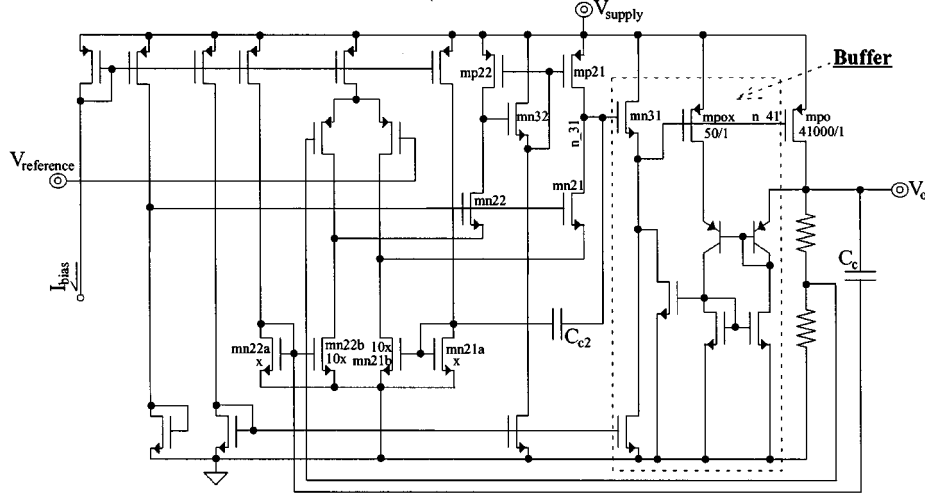 V_supply
Buffer
mp22
mp21
mn32
mn31
mpox
50/1
n_41
mpo
41000/1
n_31
V_reference
mn22
mn21
V_o
I_bias
C_c
C_c2
mn22a
x
mn22b
10x
10x
mn21b
mn21a
x